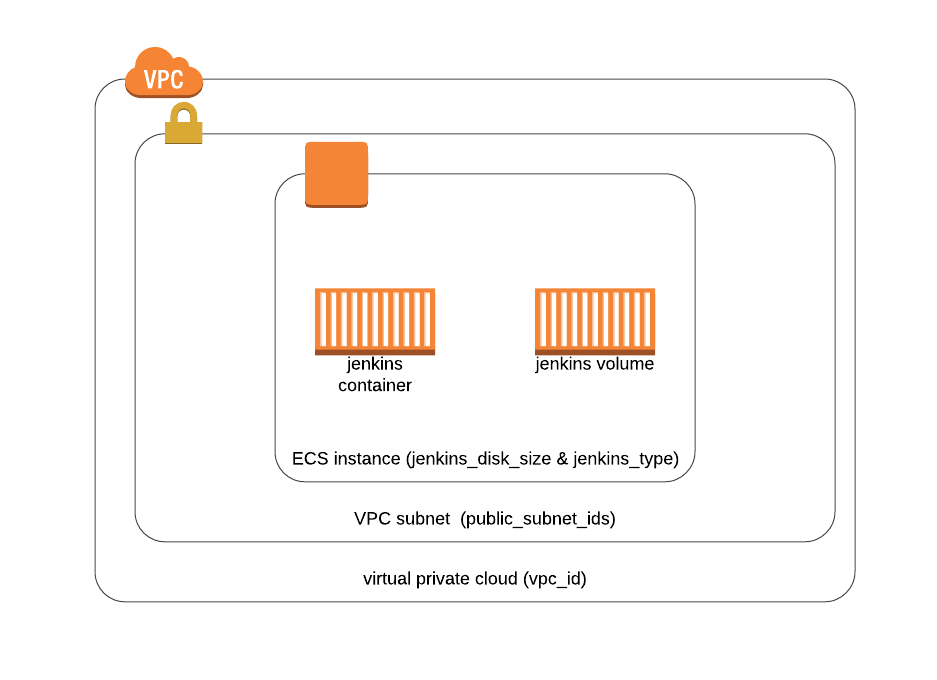 VPC
jenkins
container
jenkins volume
ECS instance (jenkins_disk_size & jenkins_type)
VPC subnet  (public_subnet_ids)
virtual private cloud (vpc_id)